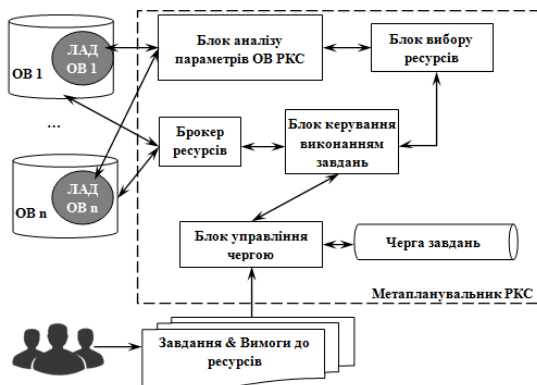 ЛАД
ОВ 1
ОВ 1
...
ЛАД
ОВ n
ОВ n
Блок аналізу
параметрів ОВ РКС
Блок вибору
ресурсів
Брокер
ресурсів
Блок керування
виконанням
завдань
Блок управління
чергою
Черга завдань
Метапланувальник РКС
Завдання & Вимоги до
ресурсів